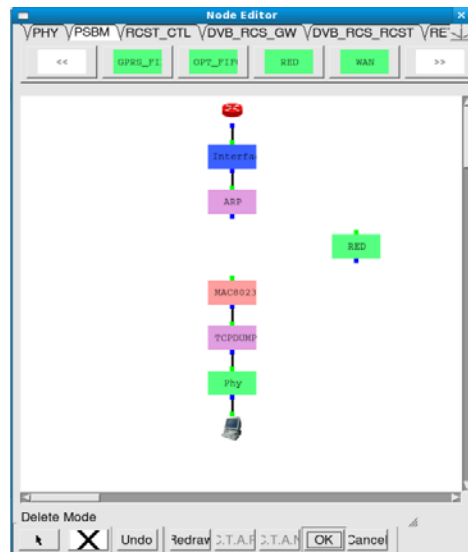 Node Editor
PHY PSBM RCST_CTL DVB_RCS_GW DVB_RCS_RCST RE
<< GPRS_FI OPT_FIF RED WAN >>
Interfa
ARP
RED
MAC8023
TCPDUMP
Phy
Delete Mode
X Undo Redraw C.T.A.F C.T.A.N OK Cancel